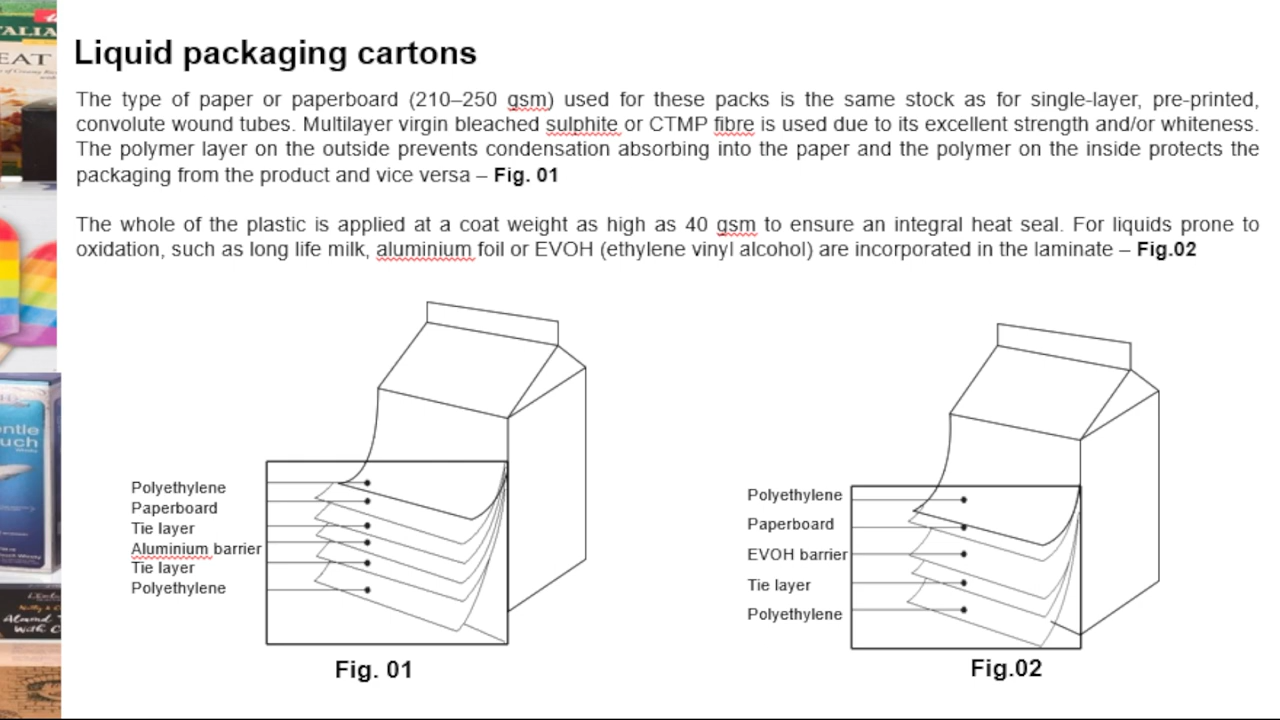 Liquid packaging cartons
The type of paper or paperboard (210–250 gsm) used for these packs is the same stock as for single-layer, pre-printed,
convolute wound tubes. Multilayer virgin bleached sulphite or CTMP fibre is used due to its excellent strength and/or whiteness.
The polymer layer on the outside prevents condensation absorbing into the paper and the polymer on the inside protects the
packaging from the product and vice versa – Fig. 01
The whole of the plastic is applied at a coat weight as high as 40 gsm to ensure an integral heat seal. For liquids prone to
oxidation, such as long life milk, aluminium foil or EVOH (ethylene vinyl alcohol) are incorporated in the laminate – Fig.02
Polyethylene
Paperboard
Tie layer
Aluminium barrier
Tie layer
Polyethylene
Fig. 01
Polyethylene
Paperboard
EVOH barrier
Tie layer
Polyethylene
Fig.02